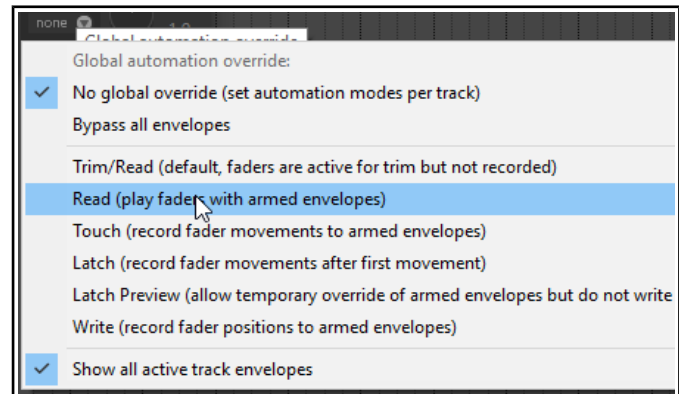 none
1.0
Global automation override
Global automation override:
No global override (set automation modes per track)
Bypass all envelopes
Trim/Read (default, faders are active for trim but not recorded)
Read (play faders with armed envelopes)
Touch (record fader movements to armed envelopes)
Latch (record fader movements after first movement)
Latch Preview (allow temporary override of armed envelopes but do not write
Write (record fader positions to armed envelopes)
Show all active track envelopes